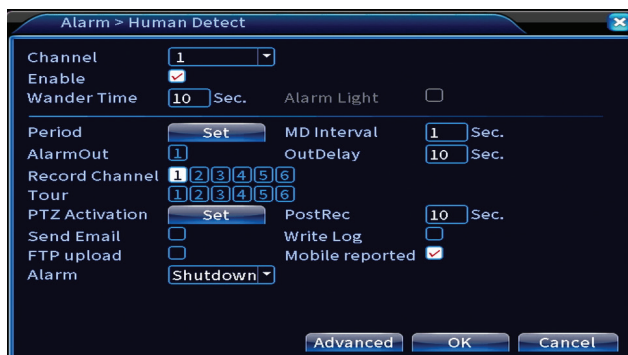 Alarm > Human Detect
Channel 1
Enable
Wander Time 10 Sec. Alarm Light
Period Set MD Interval 1 Sec.
AlarmOut 1 OutDelay 10 Sec.
Record Channel 1 2 3 4 5 6
Tour 1 2 3 4 5 6
PTZ Activation Set PostRec 10 Sec.
Send Email Write Log
FTP upload Mobile reported
Alarm Shutdown
Advanced OK Cancel